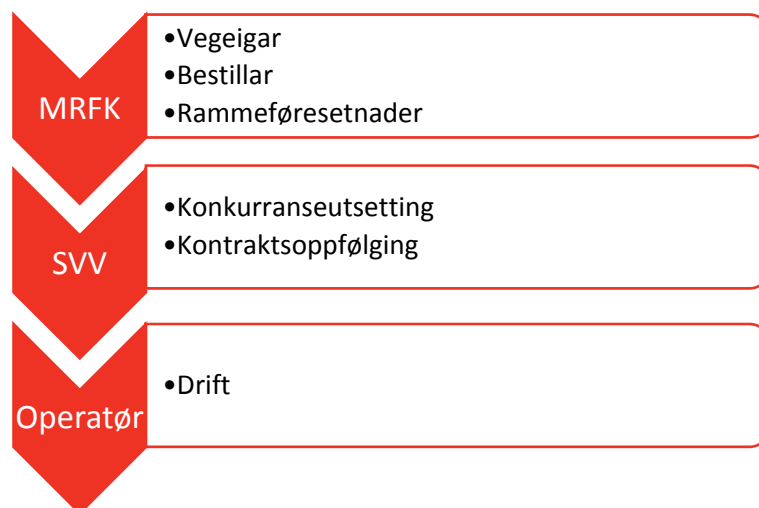 MRFK
•Vegeigar
•Bestillar
•Rammeføresetnader
SVV
•Konkurranseutsetting
•Kontraktsoppfølging
Operatør
•Drift